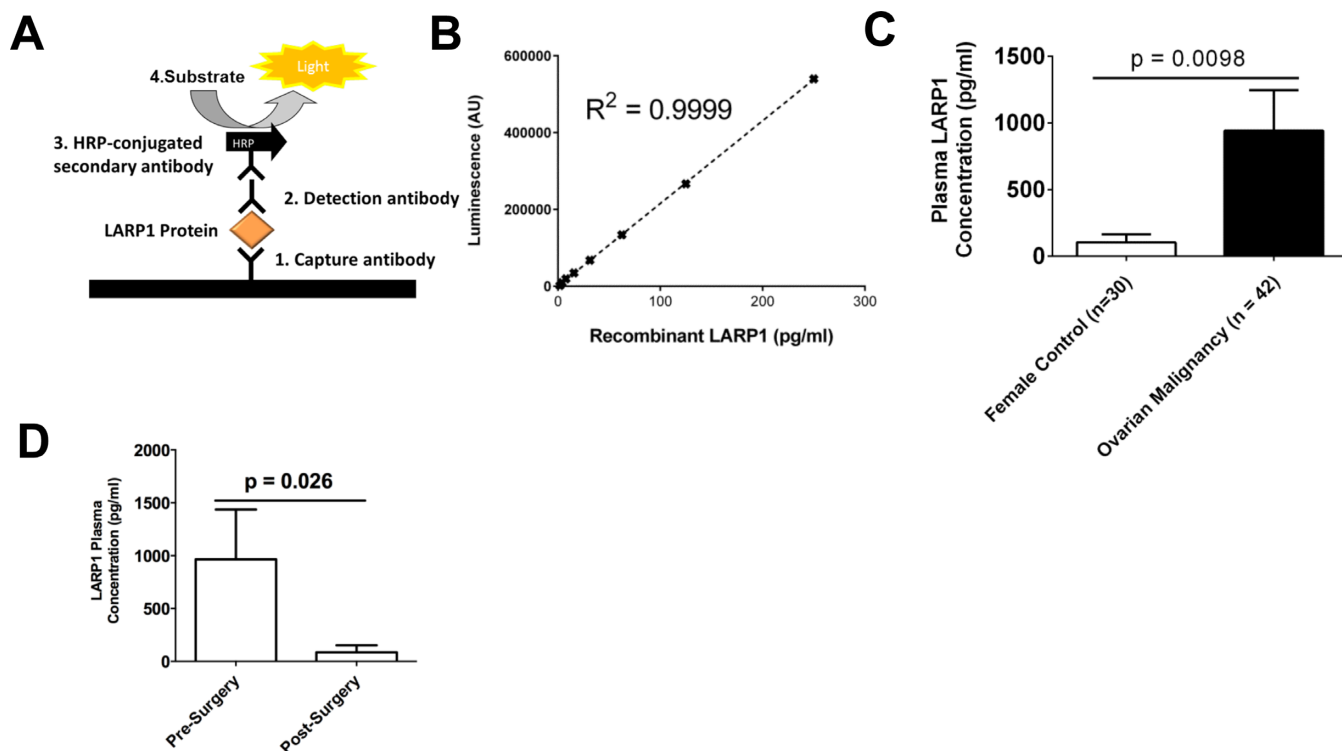 A
4.Substrate
Light
3. HRP-conjugated
secondary antibody
HRP
2. Detection antibody
LARP1 Protein
1. Capture antibody
B
600000
400000
200000
0
Luminescence (AU)
R² = 0.9999
0
100
200
300
Recombinant LARP1 (pg/ml)
C
1500
1000
500
0
Plasma LARP1
Concentration (pg/ml)
p = 0.0098
Female Control (n=30)
Ovarian Malignancy (n = 42)
D
2000
1500
1000
500
0
LARP1 Plasma
Concentration (pg/ml)
p = 0.026
Pre-Surgery
Post-Surgery